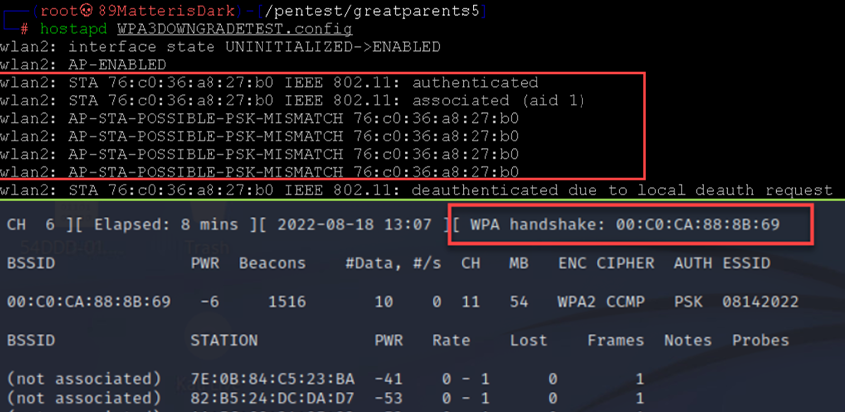 (root💀89MatterisDark)-[/pentest/greatparents5]
# hostapd WPA3DOWNGRADETEST.config
wlan2: interface state UNINITIALIZED->ENABLED
wlan2: AP-ENABLED
wlan2: STA 76:c0:36:a8:27:b0 IEEE 802.11: authenticated
wlan2: STA 76:c0:36:a8:27:b0 IEEE 802.11: associated (aid 1)
wlan2: AP-STA-POSSIBLE-PSK-MISMATCH 76:c0:36:a8:27:b0
wlan2: AP-STA-POSSIBLE-PSK-MISMATCH 76:c0:36:a8:27:b0
wlan2: AP-STA-POSSIBLE-PSK-MISMATCH 76:c0:36:a8:27:b0
wlan2: AP-STA-POSSIBLE-PSK-MISMATCH 76:c0:36:a8:27:b0
wlan2: STA 76:c0:36:a8:27:b0 IEEE 802.11: deauthenticated due to local deauth request
CH 6 ][ Elapsed: 8 mins ][ 2022-08-18 13:07 ][ WPA handshake: 00:C0:CA:88:8B:69
Trash
BSSID PWR Beacons #Data, #/s CH MB ENC CIPHER AUTH ESSID
00:C0:CA:88:8B:69 -6 1516 10 0 11 54 WPA2 CCMP PSK 08142022
BSSID STATION PWR Rate Lost Frames Notes Probes
(not associated) 7E:0B:84:C5:23:BA -41 0 - 1 0 1
(not associated) 82:B5:24:DC:DA:D7 -53 0 - 1 0 1